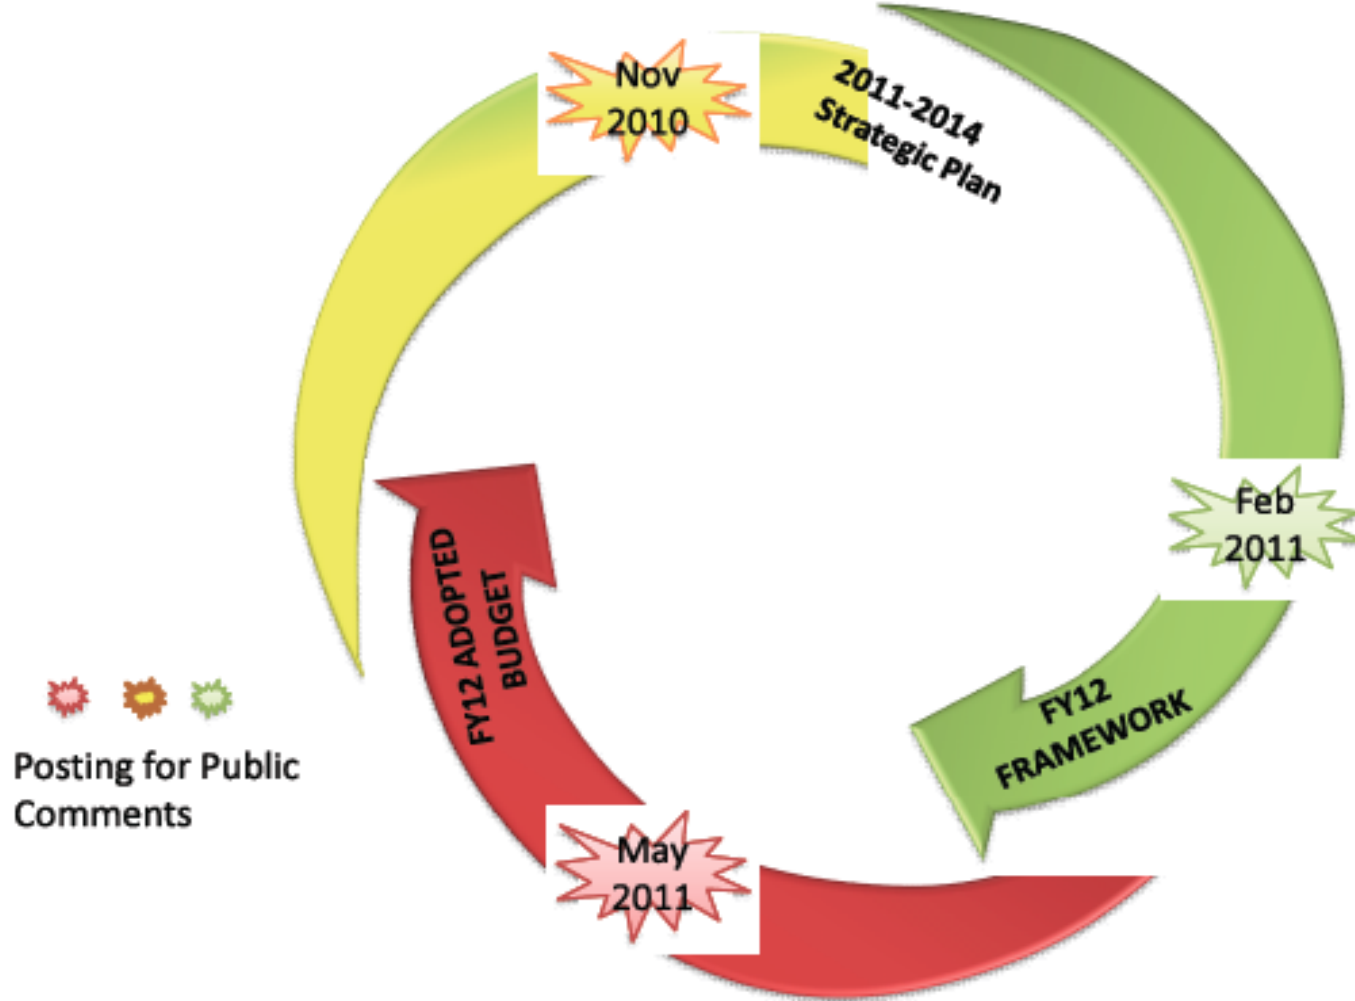 Nov
2010
2011-2014
Strategic Plan
Feb
2011
FY12
FRAMEWORK
May
2011
FY12 ADOPTED
BUDGET
Posting for Public
Comments